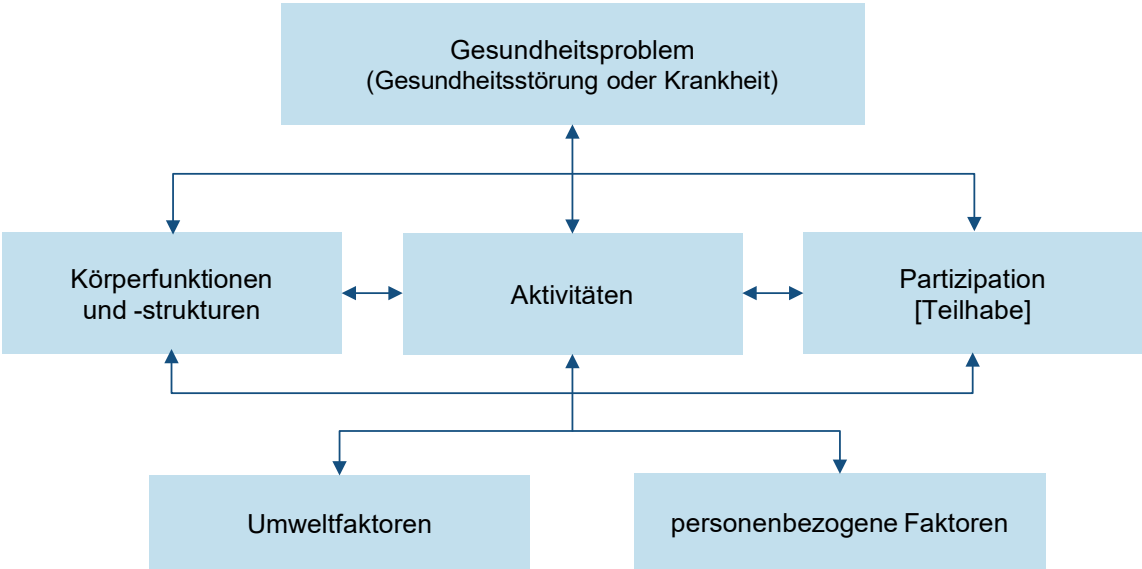 Gesundheitsproblem
(Gesundheitsstörung oder Krankheit)
Körperfunktionen
und -strukturen
Aktivitäten
Partizipation
[Teilhabe]
Umweltfaktoren
personenbezogene Faktoren